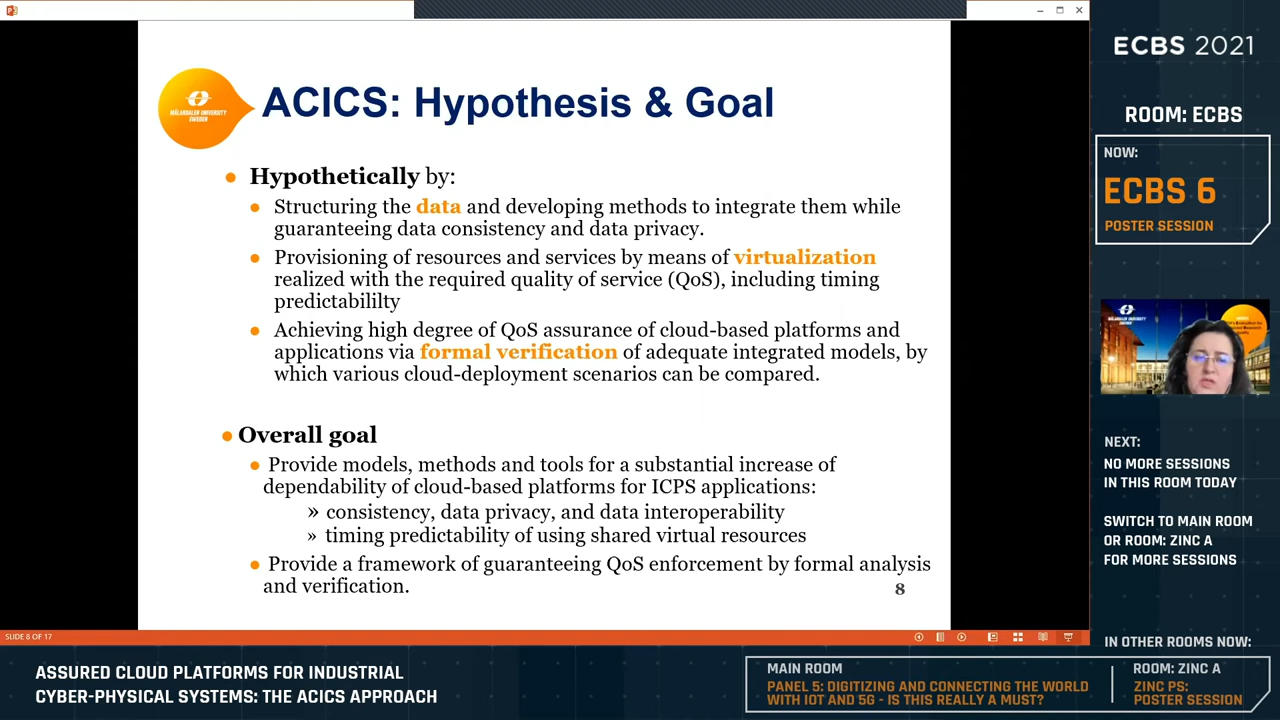 ECBS 2021
ROOM: ECBS
NOW:
ECBS 6
POSTER SESSION
NEXT:
NO MORE SESSIONS
IN THIS ROOM TODAY
SWITCH TO MAIN ROOM
OR ROOM: ZINC A
FOR MORE SESSIONS
MÄLARDALEN UNIVERSITY
SWEDEN
ACICS: Hypothesis & Goal
● Hypothetically by:
● Structuring the data and developing methods to integrate them while
guaranteeing data consistency and data privacy.
● Provisioning of resources and services by means of virtualization
realized with the required quality of service (QoS), including timing
predictabililty
● Achieving high degree of QoS assurance of cloud-based platforms and
applications via formal verification of adequate integrated models, by
which various cloud-deployment scenarios can be compared.
● Overall goal
● Provide models, methods and tools for a substantial increase of
dependability of cloud-based platforms for ICPS applications:
» consistency, data privacy, and data interoperability
» timing predictability of using shared virtual resources
● Provide a framework of guaranteeing QoS enforcement by formal analysis
and verification.
8
SLIDE 8 OF 17
ASSURED CLOUD PLATFORMS FOR INDUSTRIAL
CYBER-PHYSICAL SYSTEMS: THE ACICS APPROACH
IN OTHER ROOMS NOW:
MAIN ROOM
PANEL 5: DIGITIZING AND CONNECTING THE WORLD
WITH IOT AND 5G - IS THIS REALLY A MUST?
ROOM: ZINC A
ZINC PS:
POSTER SESSION